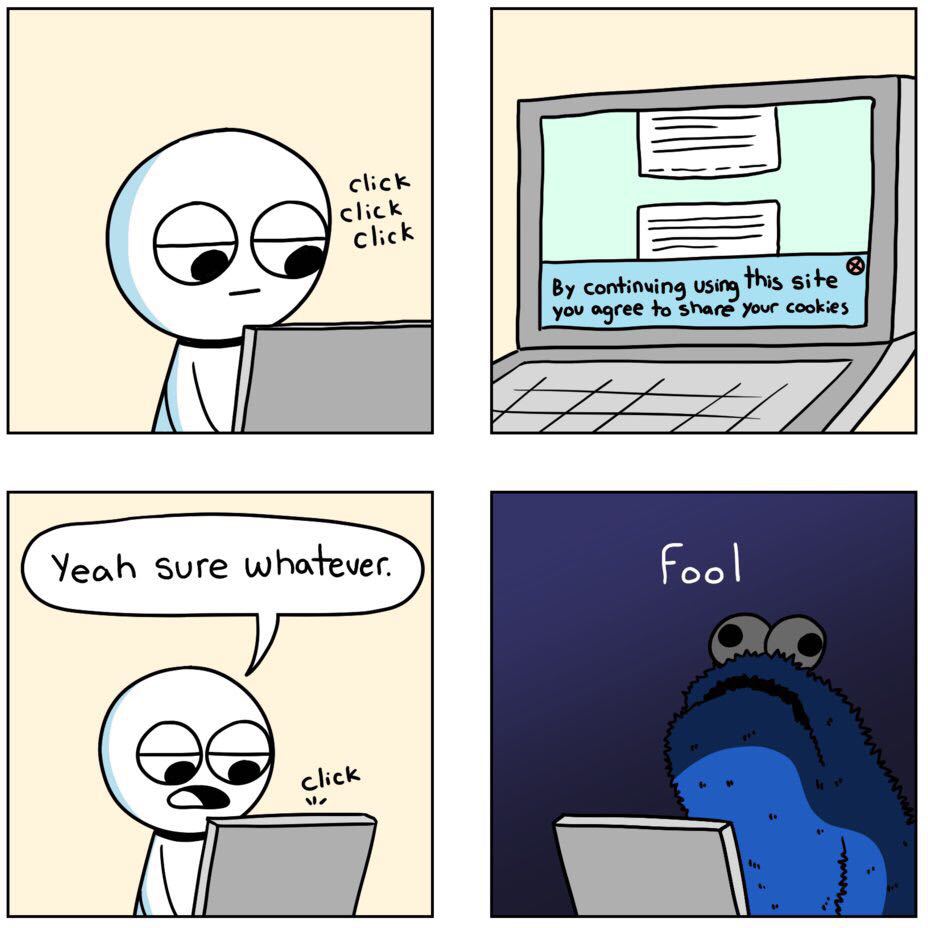 click
click
click
By continuing using this site
you agree to share your cookies
Yeah sure whatever.
click
Fool